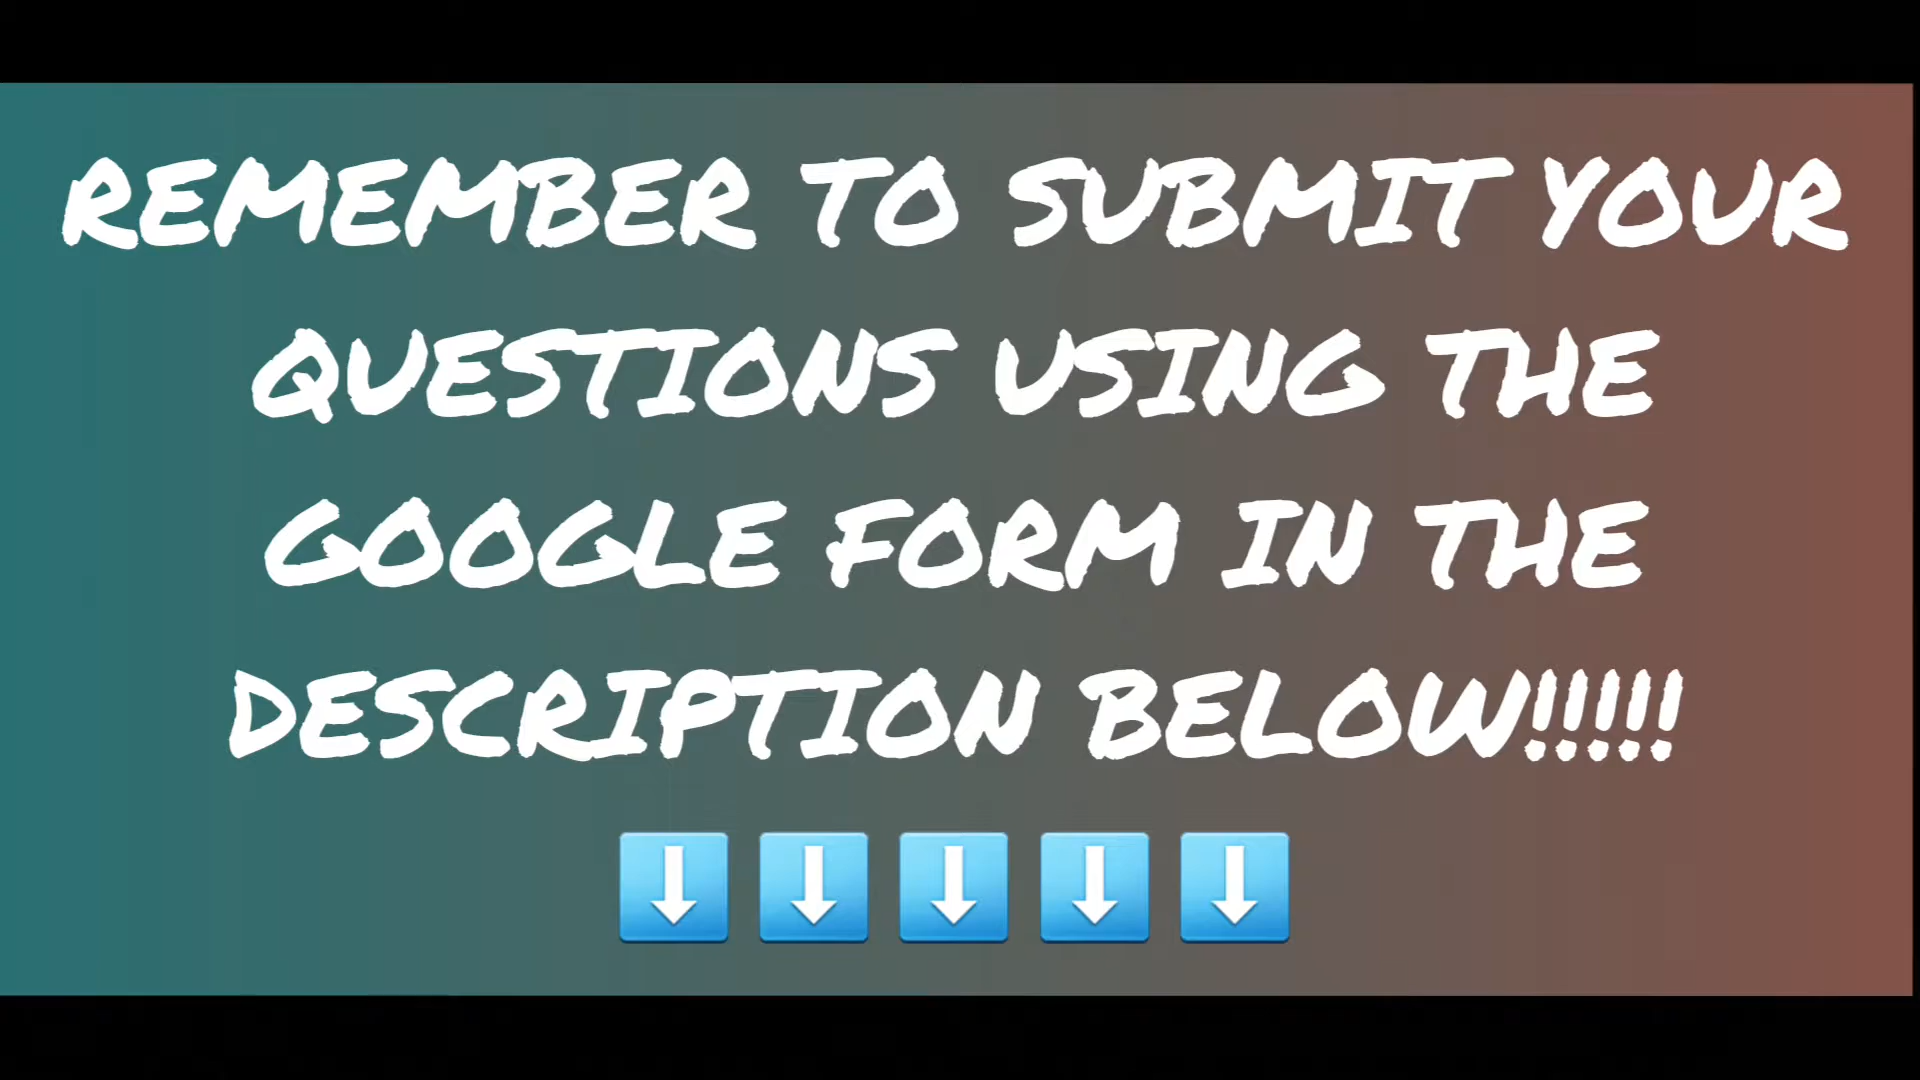 REMEMBER TO SUBMIT YOUR
QUESTIONS USING THE
GOOGLE FORM IN THE
DESCRIPTION BELOW!!!!!
⬇️⬇️⬇️⬇️⬇️